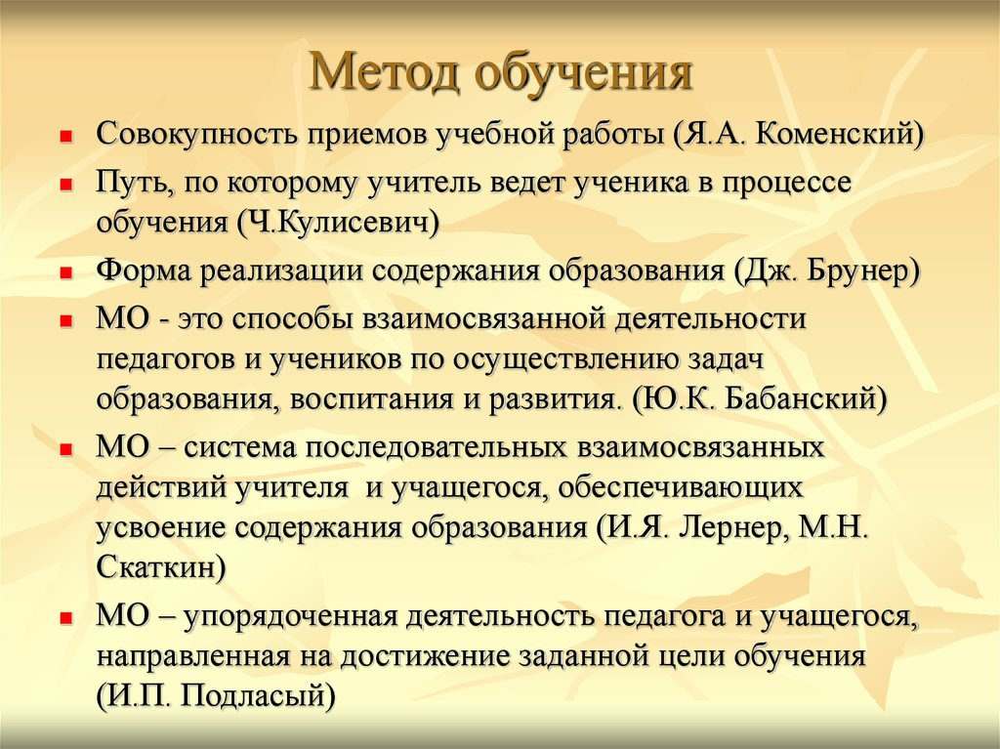 Метод обучения
Совокупность приемов учебной работы (Я.А. Коменский)
Путь, по которому учитель ведет ученика в процессе
обучения (Ч.Кулисевич)
Форма реализации содержания образования (Дж. Брунер)
МО - это способы взаимосвязанной деятельности
педагогов и учеников по осуществлению задач
образования, воспитания и развития. (Ю.К. Бабанский)
МО – система последовательных взаимосвязанных
действий учителя и учащегося, обеспечивающих
усвоение содержания образования (И.Я. Лернер, М.Н.
Скаткин)
МО – упорядоченная деятельность педагога и учащегося,
направленная на достижение заданной цели обучения
(И.П. Подласый)